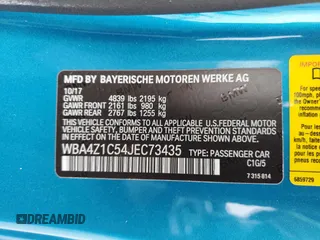 MFD BY BAYERISCHE MOTOREN WERKE AG
10/17
GVWR 4839 lbs 2195 kg
GAWR FRONT 2161 lbs 980 kg
GAWR REAR 2767 lbs 1255 kg
THIS VEHICLE CONFORMS TO ALL APPLICABLE U.S. FEDERAL MOTOR
VEHICLE SAFETY, BUMPER, AND THEFT PREVENTION STANDARDS IN
EFFECT ON THE DATE OF MANUFACTURE SHOWN ABOVE.
WBA4Z1C54JEC73435 TYPE: PASSENGER CAR
C1G/5
7 315 814
6859729
DREAMBID